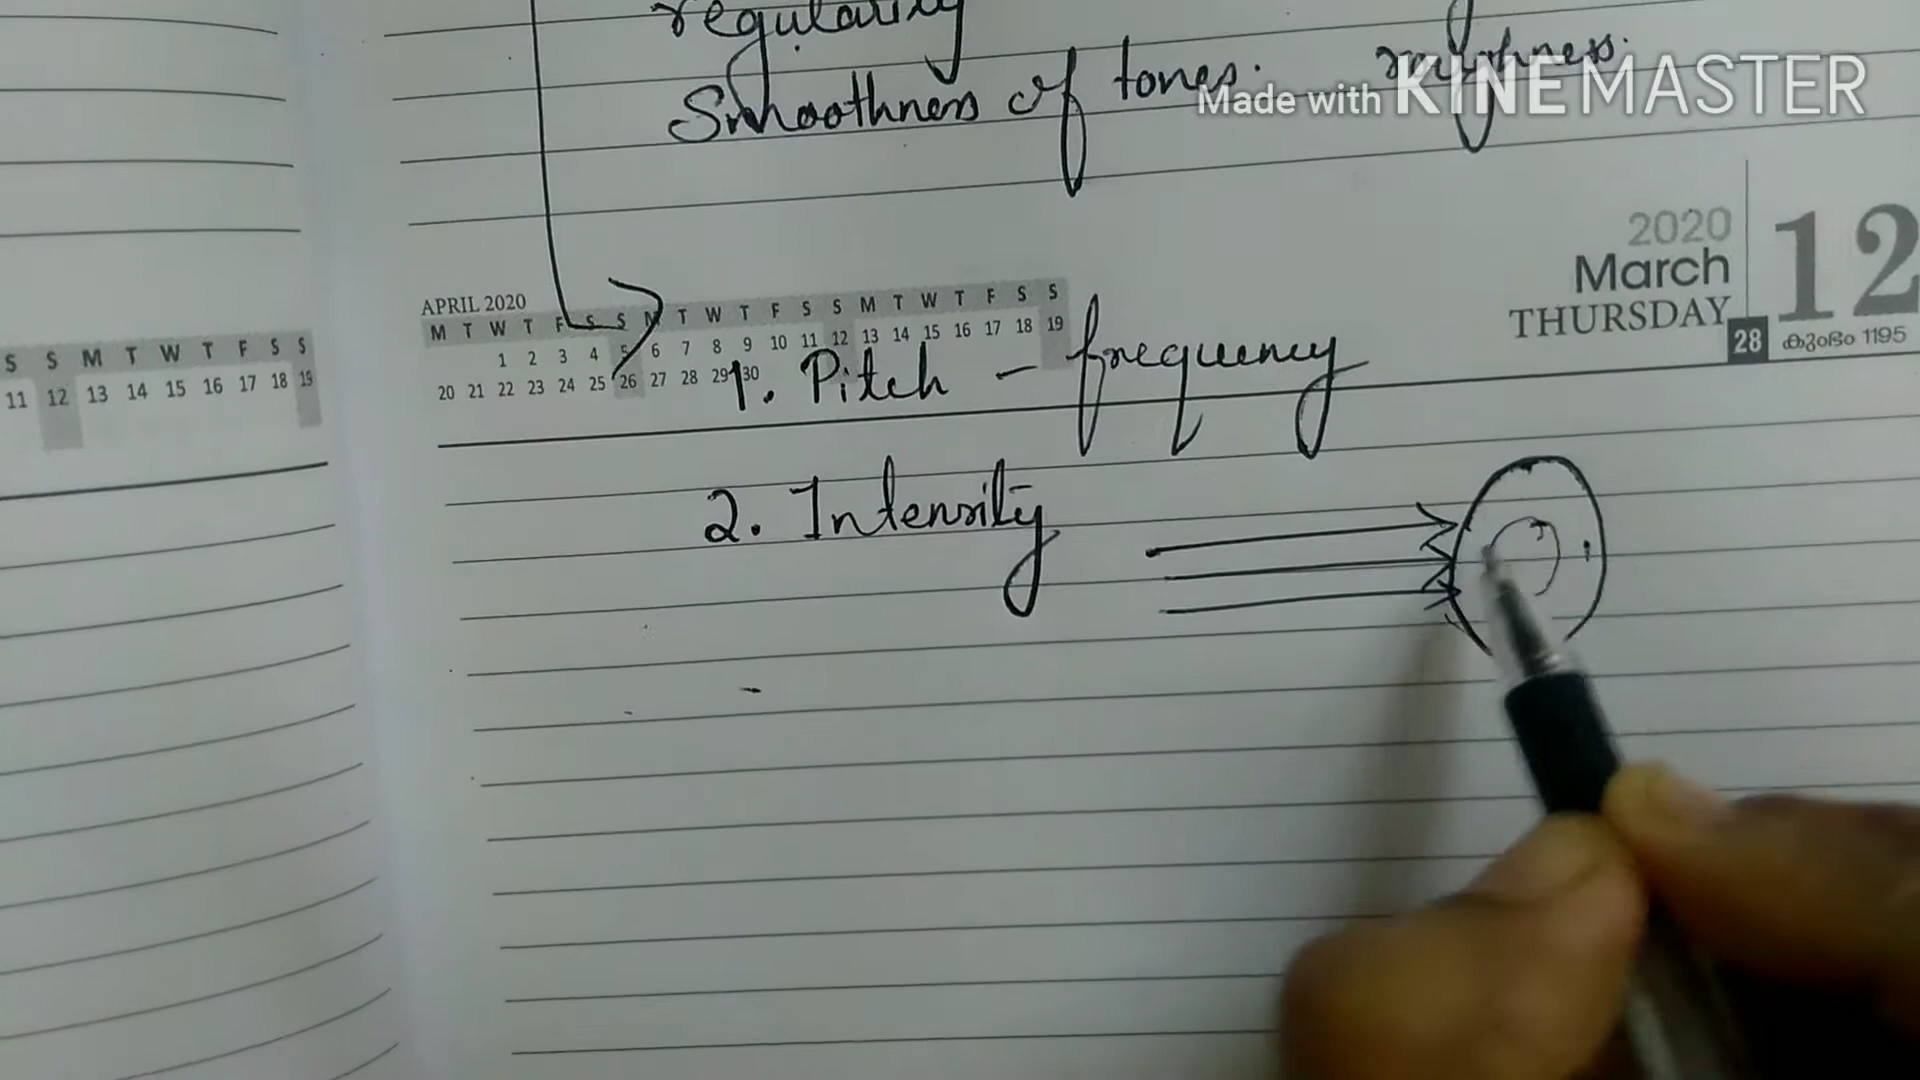 regularity
Smoothness of tones. roughness.
Made with KINEMASTER
2020
March
THURSDAY
12
28 കുംഭം 1195
APRIL 2020
M T W T F S S M T W T F S S M T W T F S S
1 2 3 4 5 6 7 8 9 10 11 12 13 14 15 16 17 18 19
20 21 22 23 24 25 26 27 28 29 30
S S M T W T F S S
11 12 13 14 15 16 17 18 19
1. Pitch - frequency
2. Intensity